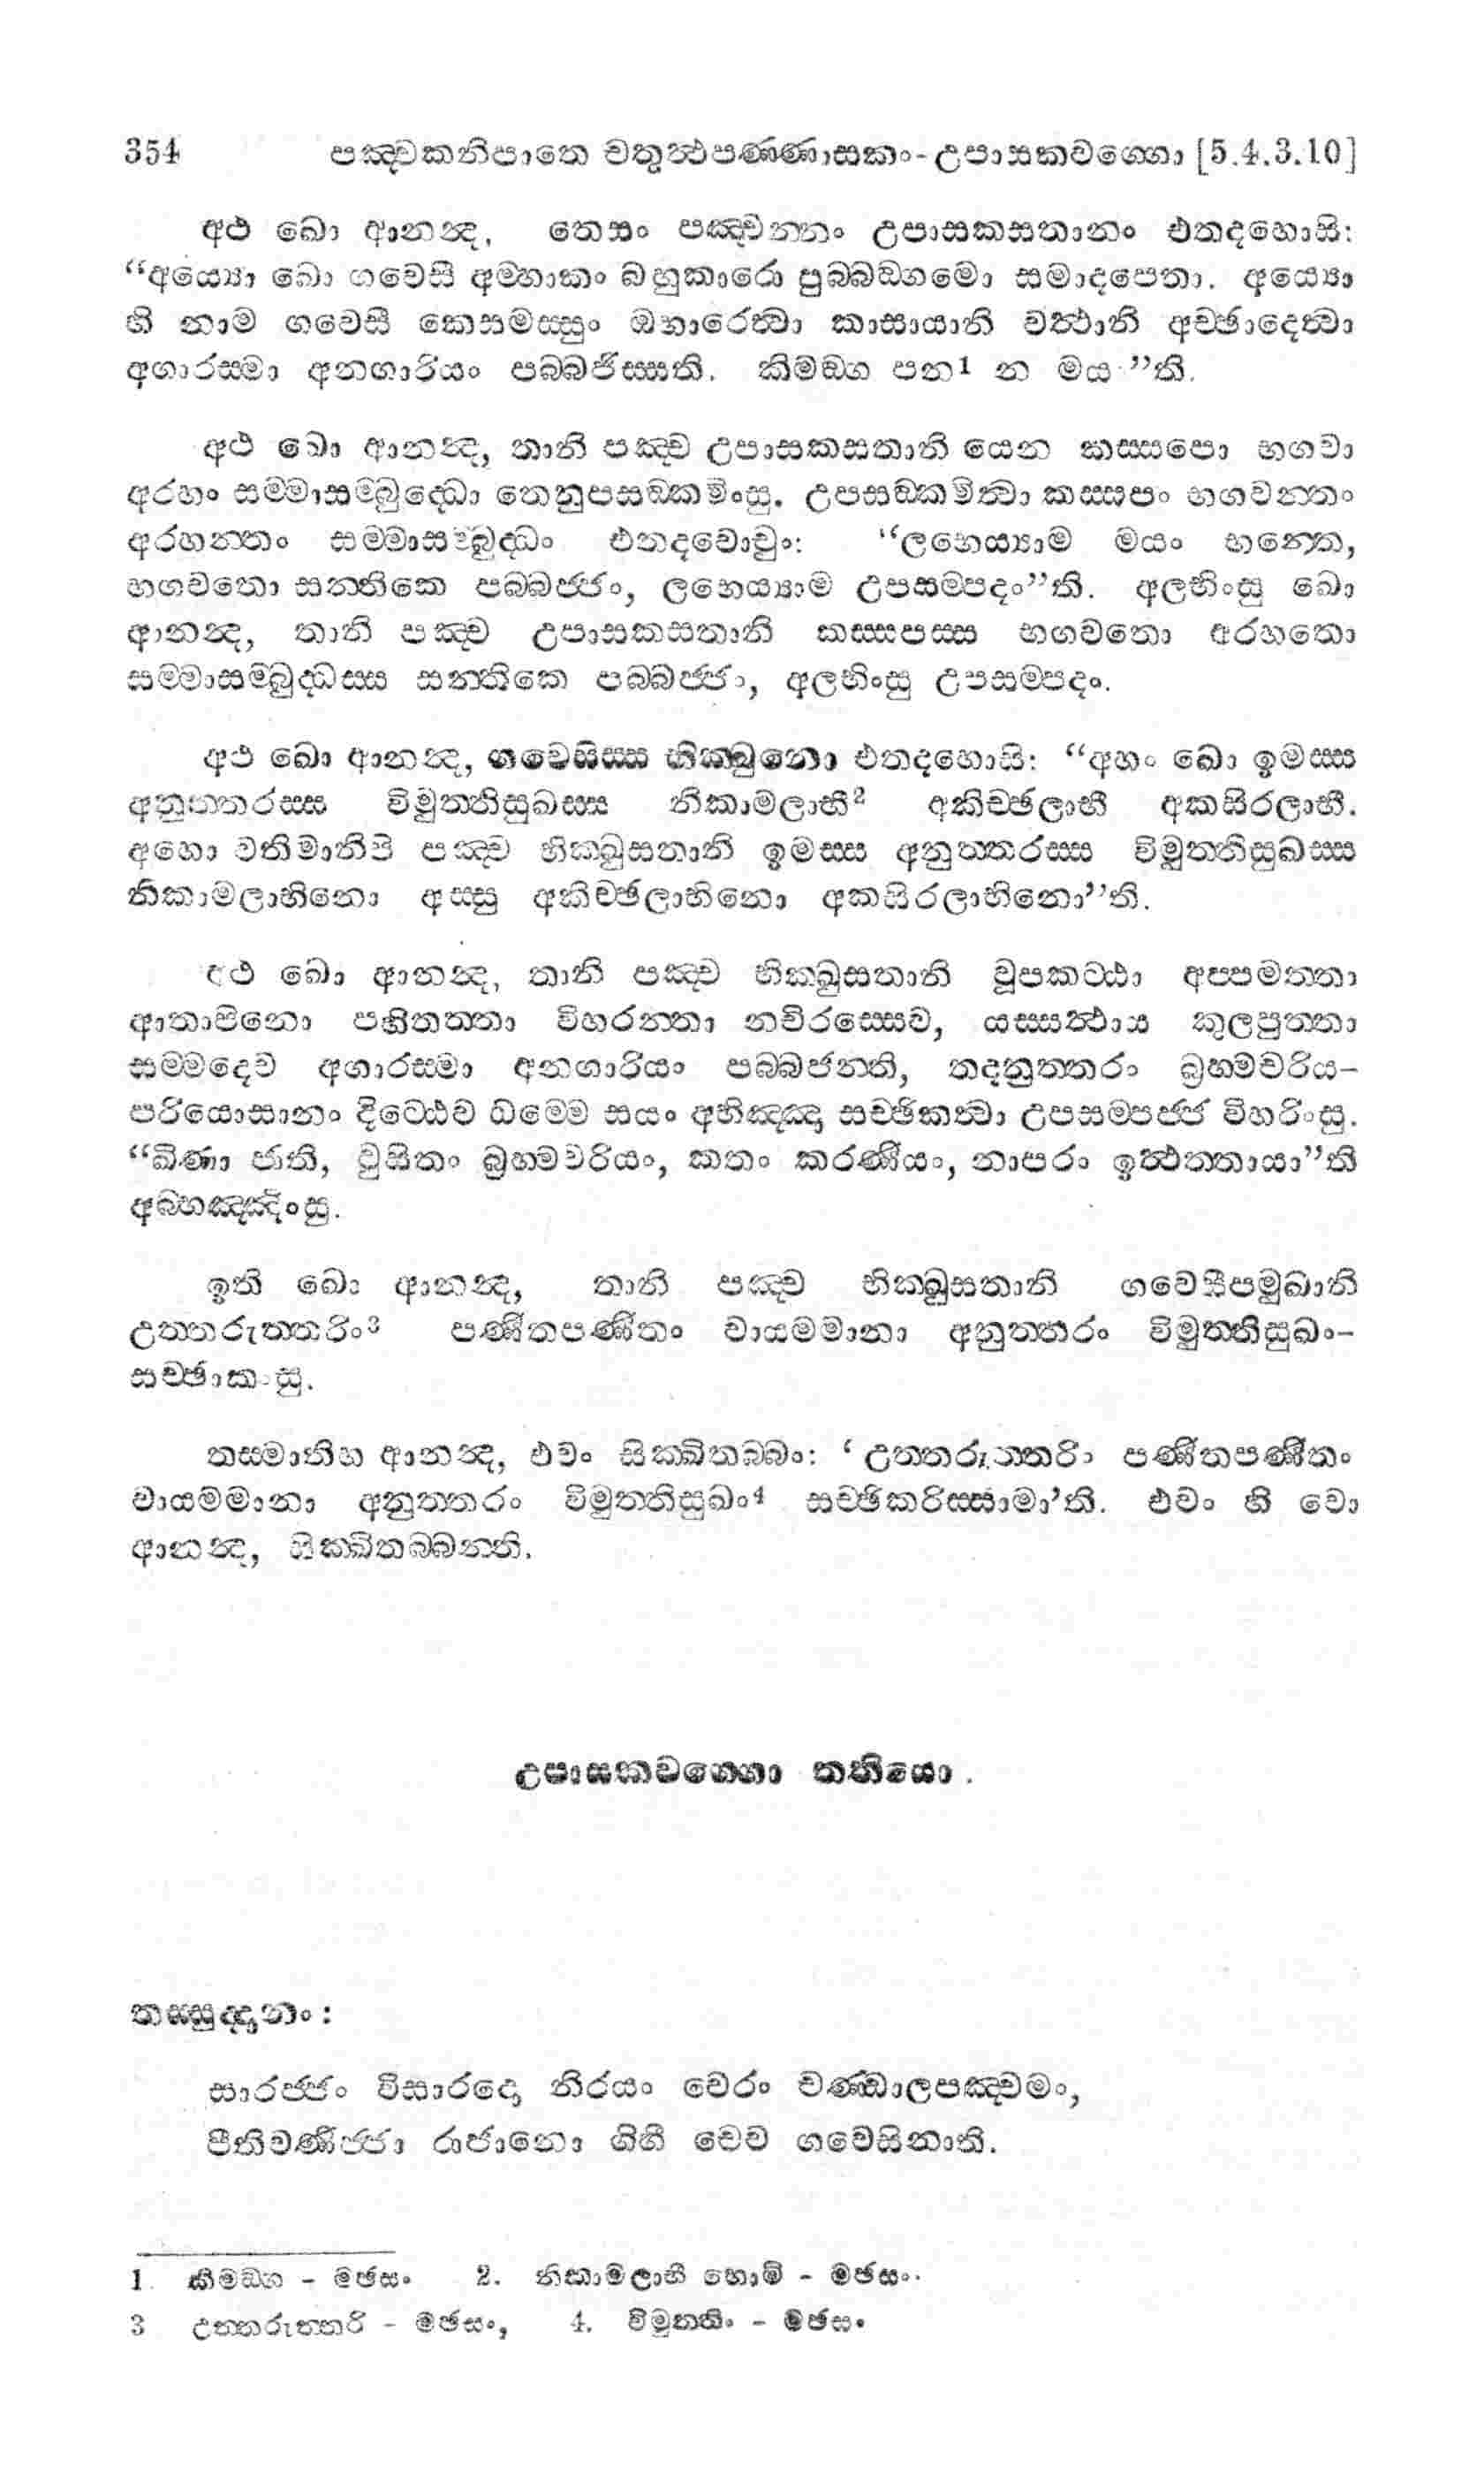 354 පඤ්චකනිපාතෙ චතුත්ථපණ්ණාසකං-උපාසකවග්ගො [5.4.3.10]
අථ ඛො ආනන්ද, තෙසං පඤ්චන්නං උපාසකසතානං එතදහොසි:
“අය්‍යො ඛො ගවෙසී අම්හාකං බහුකාරො පුබ්බඞ්ගමො සමාදපෙතා. අය්‍යො
හි නාම ගවෙසී කෙසමස්සුං ඔහාරෙත්‍වා කාසායානි වත්‍ථානි අච්ඡාදෙත්‍වා
අගාරස්මා අනගාරියං පබ්බජිස්සති. කිමඞ්ග පන1 න මය”න්ති.
අථ ඛො ආනන්ද, තානි පඤ්ච උපාසකසතානි යෙන කස්සපො භගවා
අරහං සම්මාසම්බුද්ධො තෙනුපසඞ්කමිංසු. උපසඞ්කමිත්‍වා කස්සපං භගවන්තං
අරහන්තං සම්මාසම්බුද්ධං එතදවොචුං: “ලභෙය්‍යාම මයං භන්තෙ,
භගවතො සන්තිකෙ පබ්බජ්ජං, ලභෙය්‍යාම උපසම්පදං”ති. අලභිංසු ඛො
ආනන්ද, තානි පඤ්ච උපාසකසතානි කස්සපස්ස භගවතො අරහතො
සම්මාසම්බුද්ධස්ස සන්තිකෙ පබ්බජ්ජං, අලභිංසු උපසම්පදං.
අථ ඛො ආනන්ද, ගවෙසිස්ස භික්ඛුනො එතදහොසි: “අහං ඛො ඉමස්ස
අනුත්තරස්ස විමුත්තිසුඛස්ස නිකාමලාභී2 අකිච්ඡලාභී අකසිරලාභී.
අහො වතිමානිපි පඤ්ච භික්ඛුසතානි ඉමස්ස අනුත්තරස්ස විමුත්තිසුඛස්ස
නිකාමලාභිනො අස්සු අකිච්ඡලාභිනො අකසිරලාභිනො”ති.
අථ ඛො ආනන්ද, තානි පඤ්ච භික්ඛුසතානි වූපකට්ඨා අප්පමත්තා
ආතාපිනො පහිතත්තා විහරන්තා නචිරස්සෙව, යස්සත්‍ථාය කුලපුත්තා
සම්මදෙව අගාරස්මා අනගාරියං පබ්බජන්ති, තදනුත්තරං බ්‍රහ්මචරිය-
පරියොසානං දිට්ඨෙව ධම්මෙ සයං අභිඤ්ඤා සච්ඡිකත්‍වා උපසම්පජ්ජ විහරිංසු.
“ඛීණා ජාති, වුසිතං බ්‍රහ්මචරියං, කතං කරණීයං, නාපරං ඉත්‍ථත්තායා”ති
අබ්භඤ්ඤිංසු.
ඉති ඛො ආනන්ද, තානි පඤ්ච භික්ඛුසතානි ගවෙසීපමුඛානි
උත්තරුත්තරිං3 පණීතපණීතං වායමමානා අනුත්තරං විමුත්තිසුඛං-
සච්ඡාකංසු.
තස්මාතිහ ආනන්ද, එවං සික්ඛිතබ්බං: ‘උත්තරුත්තරිං පණීතපණීතං
වායමමානා අනුත්තරං විමුත්තිසුඛං4 සච්ඡිකරිස්සාමා’ති. එවං හි වො
ආනන්ද, සික්ඛිතබ්බන්ති.
උපාසකවග්ගො තතියො.
තස්සුද්දානං:
සාරජ්ජං විසාරදො නිරයං වෙරං චණ්ඩාලපඤ්චමං,
පීතිවණිජ්ජා රාජානො ගිහී චෙව ගවෙසිනාති.
1. කිමඞ්ග - මඡසං 2. නිකාමලාභී හොමි - මඡසං.
3 උත්තරුත්තරි - මඡසං, 4. විමුත්තිං - මඡසං